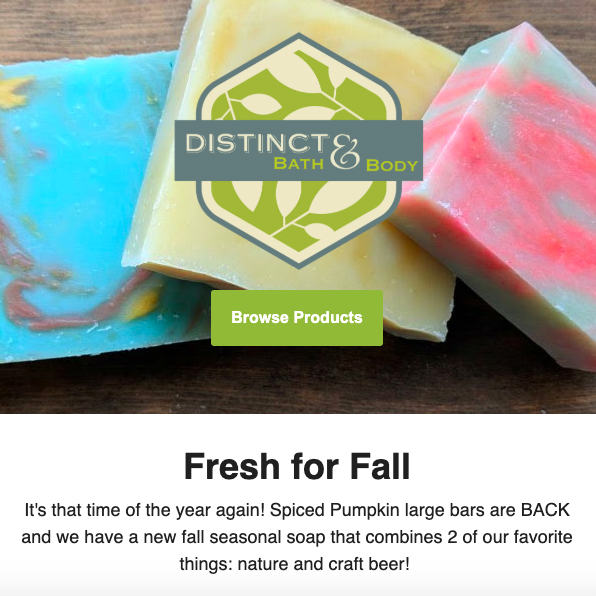 DISTINCT &
BATH BODY
Browse Products
Fresh for Fall
It's that time of the year again! Spiced Pumpkin large bars are BACK
and we have a new fall seasonal soap that combines 2 of our favorite
things: nature and craft beer!